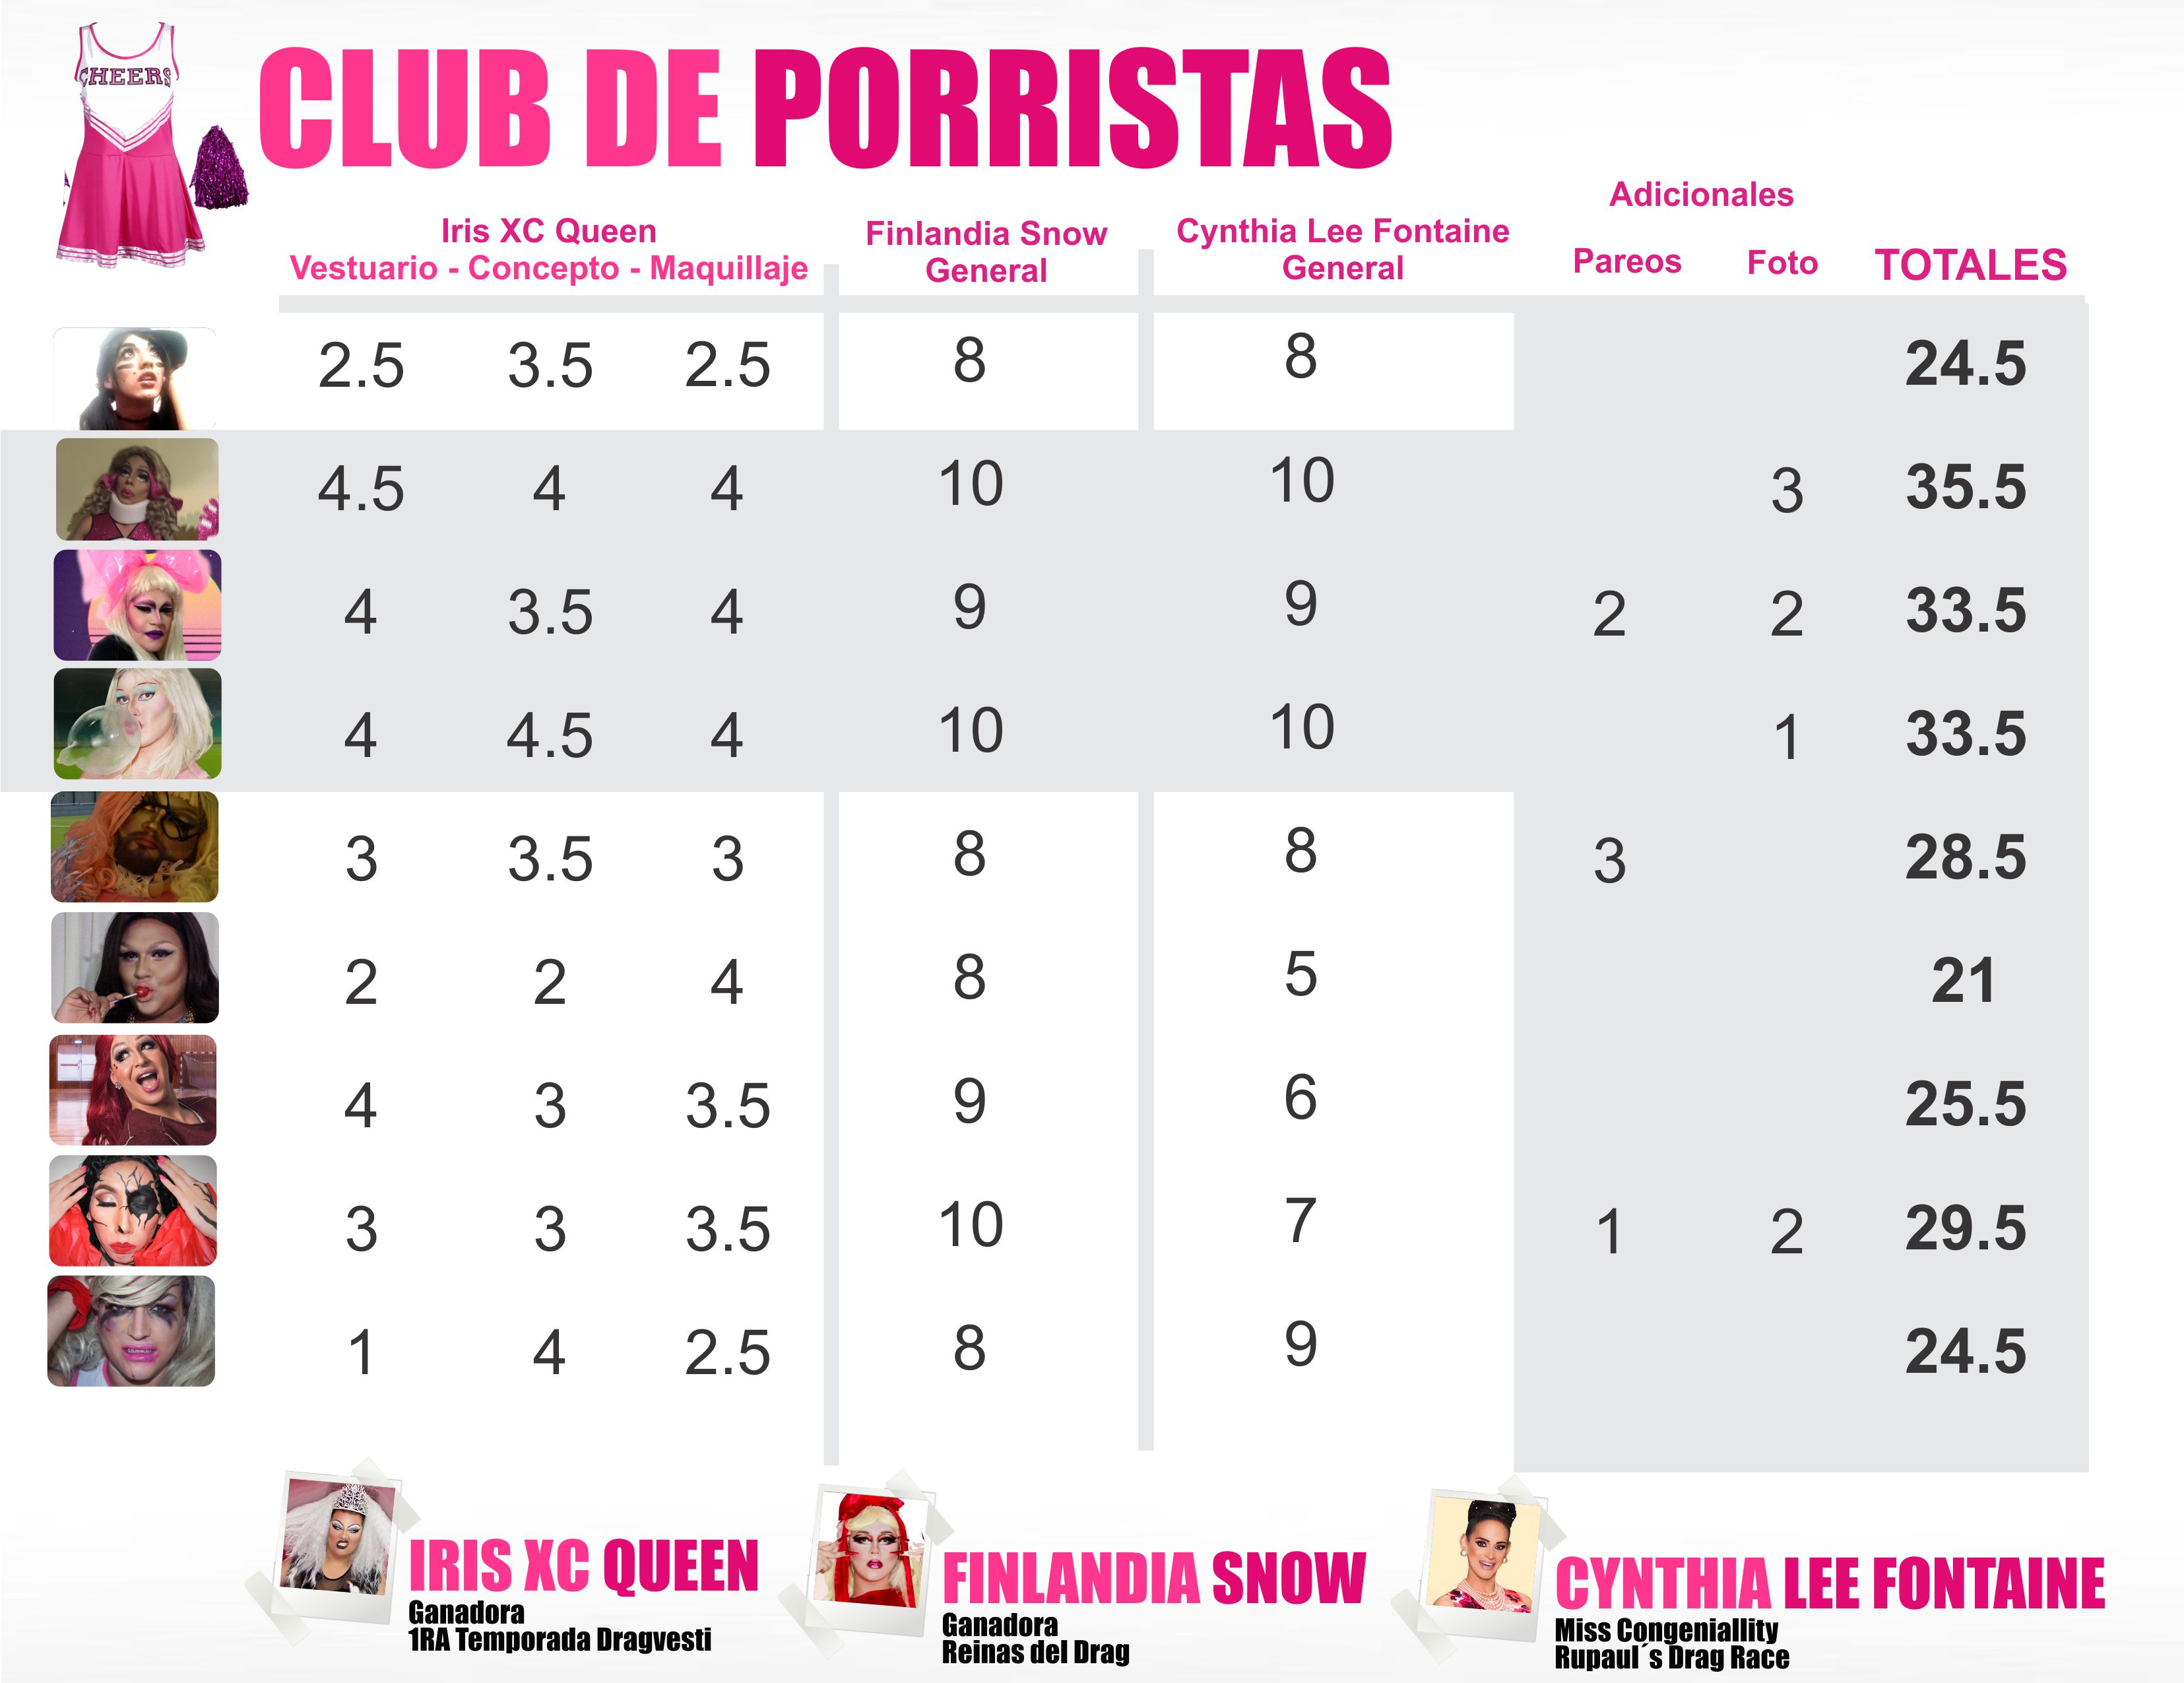 CHEERS
CLUB DE PORRISTAS
Adicionales
Iris XC Queen
Vestuario - Concepto - Maquillaje
Finlandia Snow
General
Cynthia Lee Fontaine
General
Pareos Foto TOTALES
2.5 3.5 2.5 8 8 24.5
4.5 4 4 10 10 3 35.5
4 3.5 4 9 9 2 2 33.5
4 4.5 4 10 10 1 33.5
3 3.5 3 8 8 3 28.5
2 2 4 8 5 21
4 3 3.5 9 6 25.5
3 3 3.5 10 7 1 2 29.5
1 4 2.5 8 9 24.5
IRIS XC QUEEN
Ganadora
1RA Temporada Dragvesti
FINLANDIA SNOW
Ganadora
Reinas del Drag
CYNTHIA LEE FONTAINE
Miss Congeniallity
Rupaul´s Drag Race